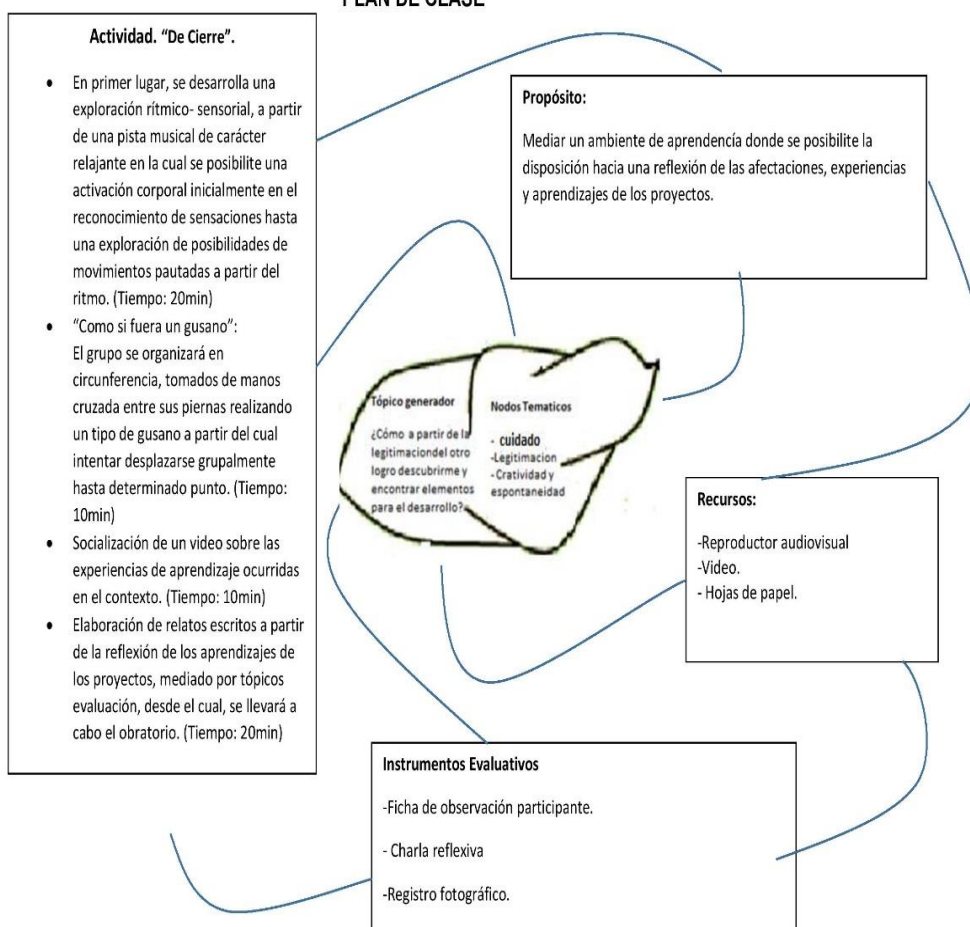 PLAN DE CLASE
Actividad. “De Cierre”.
• En primer lugar, se desarrolla una
exploración rítmico- sensorial, a partir
de una pista musical de carácter
relajante en la cual se posibilite una
activación corporal inicialmente en el
reconocimiento de sensaciones hasta
una exploración de posibilidades de
movimientos pautadas a partir del
ritmo. (Tiempo: 20min)
• “Como si fuera un gusano”:
El grupo se organizará en
circunferencia, tomados de manos
cruzada entre sus piernas realizando
un tipo de gusano a partir del cual
intentar desplazarse grupalmente
hasta determinado punto. (Tiempo:
10min)
• Socialización de un video sobre las
experiencias de aprendizaje ocurridas
en el contexto. (Tiempo: 10min)
• Elaboración de relatos escritos a partir
de la reflexión de los aprendizajes de
los proyectos, mediado por tópicos
evaluación, desde el cual, se llevará a
cabo el obratorio. (Tiempo: 20min)
Propósito:
Mediar un ambiente de aprendencía donde se posibilite la
disposición hacia una reflexión de las afectaciones, experiencias
y aprendizajes de los proyectos.
Tópico generador
¿Cómo a partir de la
legitimaciondel otro
logro descubrirme y
encontrar elementos
para el desarrollo?
Nodos Tematicos
- cuidado
-Legitimacion
-Cratividad y
espontaneidad
Recursos:
-Reproductor audiovisual
-Video.
- Hojas de papel.
Instrumentos Evaluativos
-Ficha de observación participante.
- Charla reflexiva
-Registro fotográfico.